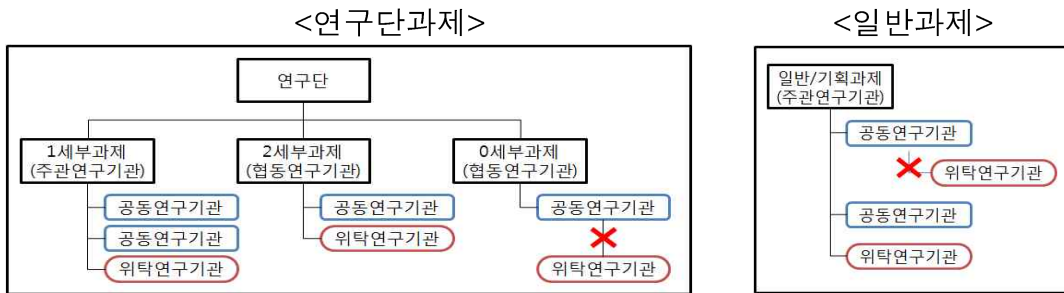 <연구단과제>
<일반과제>
연구단
1세부과제
(주관연구기관)
2세부과제
(협동연구기관)
0세부과제
(협동연구기관)
공동연구기관
공동연구기관
위탁연구기관
공동연구기관
위탁연구기관
공동연구기관
위탁연구기관
일반/기획과제
(주관연구기관)
공동연구기관
위탁연구기관
공동연구기관
위탁연구기관